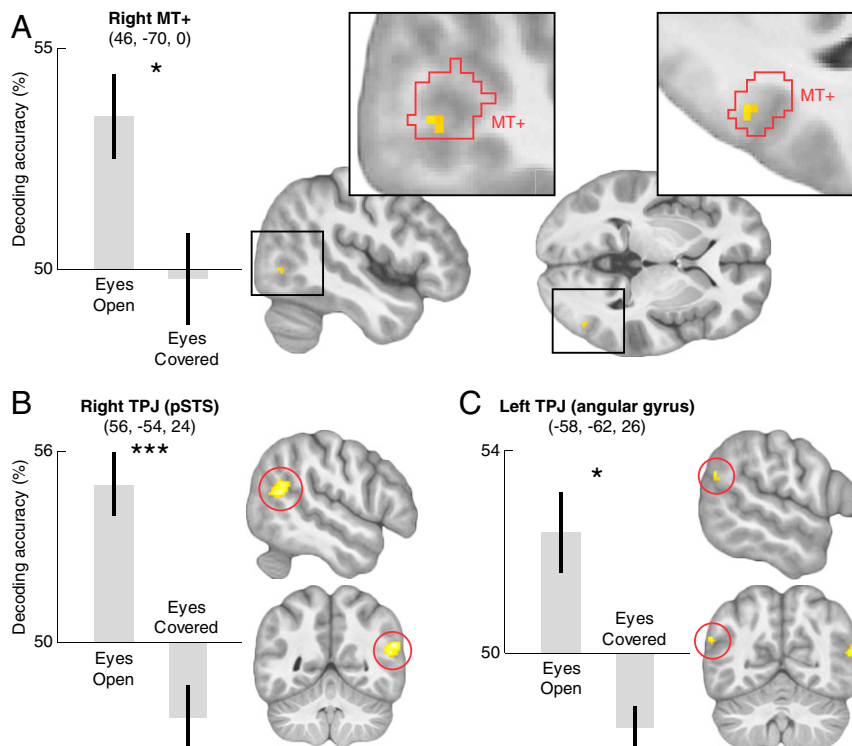 A
Right MT+
(46, -70, 0)
55
*
Decoding accuracy (%)
50
Eyes
Open
Eyes
Covered
MT+
MT+
B
Right TPJ (pSTS)
(56, -54, 24)
56
***
Decoding accuracy (%)
Eyes
Covered
50
Eyes
Open
C
Left TPJ (angular gyrus)
(-58, -62, 26)
54
*
Eyes
Covered
50
Eyes
Open